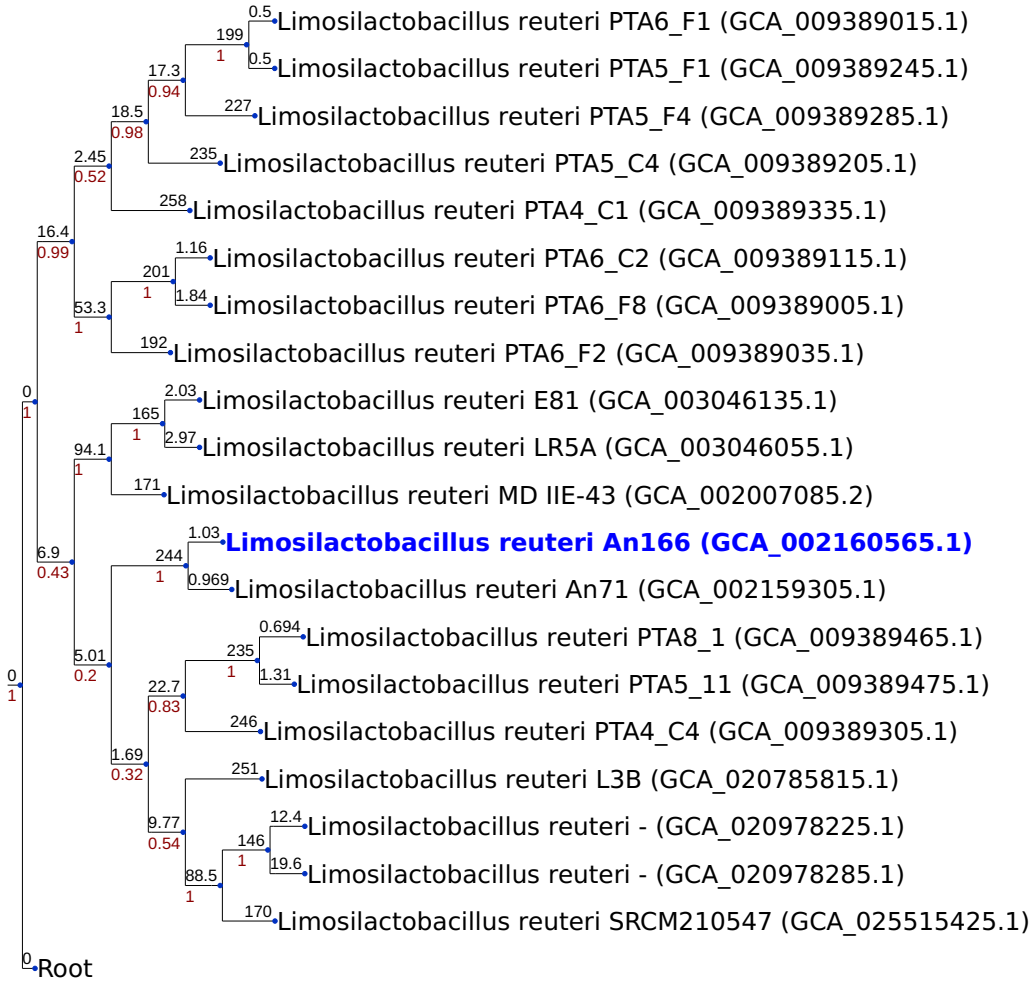 0.5 Limosilactobacillus reuteri PTA6_F1 (GCA_009389015.1)
199
1
0.5 Limosilactobacillus reuteri PTA5_F1 (GCA_009389245.1)
17.3
0.94
227 Limosilactobacillus reuteri PTA5_F4 (GCA_009389285.1)
18.5
0.98
235 Limosilactobacillus reuteri PTA5_C4 (GCA_009389205.1)
2.45
0.52
258 Limosilactobacillus reuteri PTA4_C1 (GCA_009389335.1)
16.4
0.99
1.16 Limosilactobacillus reuteri PTA6_C2 (GCA_009389115.1)
201
1
1.84 Limosilactobacillus reuteri PTA6_F8 (GCA_009389005.1)
53.3
1
192 Limosilactobacillus reuteri PTA6_F2 (GCA_009389035.1)
0
1
2.03 Limosilactobacillus reuteri E81 (GCA_003046135.1)
165
1
2.97 Limosilactobacillus reuteri LR5A (GCA_003046055.1)
94.1
1
171 Limosilactobacillus reuteri MD IIE-43 (GCA_002007085.2)
6.9
0.43
1.03 Limosilactobacillus reuteri An166 (GCA_002160565.1)
244
1
0.969 Limosilactobacillus reuteri An71 (GCA_002159305.1)
5.01
0.2
0.694 Limosilactobacillus reuteri PTA8_1 (GCA_009389465.1)
235
1
1.31 Limosilactobacillus reuteri PTA5_11 (GCA_009389475.1)
0
1
22.7
0.83
246 Limosilactobacillus reuteri PTA4_C4 (GCA_009389305.1)
1.69
0.32
251 Limosilactobacillus reuteri L3B (GCA_020785815.1)
9.77
0.54
12.4 Limosilactobacillus reuteri - (GCA_020978225.1)
146
1
19.6 Limosilactobacillus reuteri - (GCA_020978285.1)
88.5
1
170 Limosilactobacillus reuteri SRCM210547 (GCA_025515425.1)
0 Root